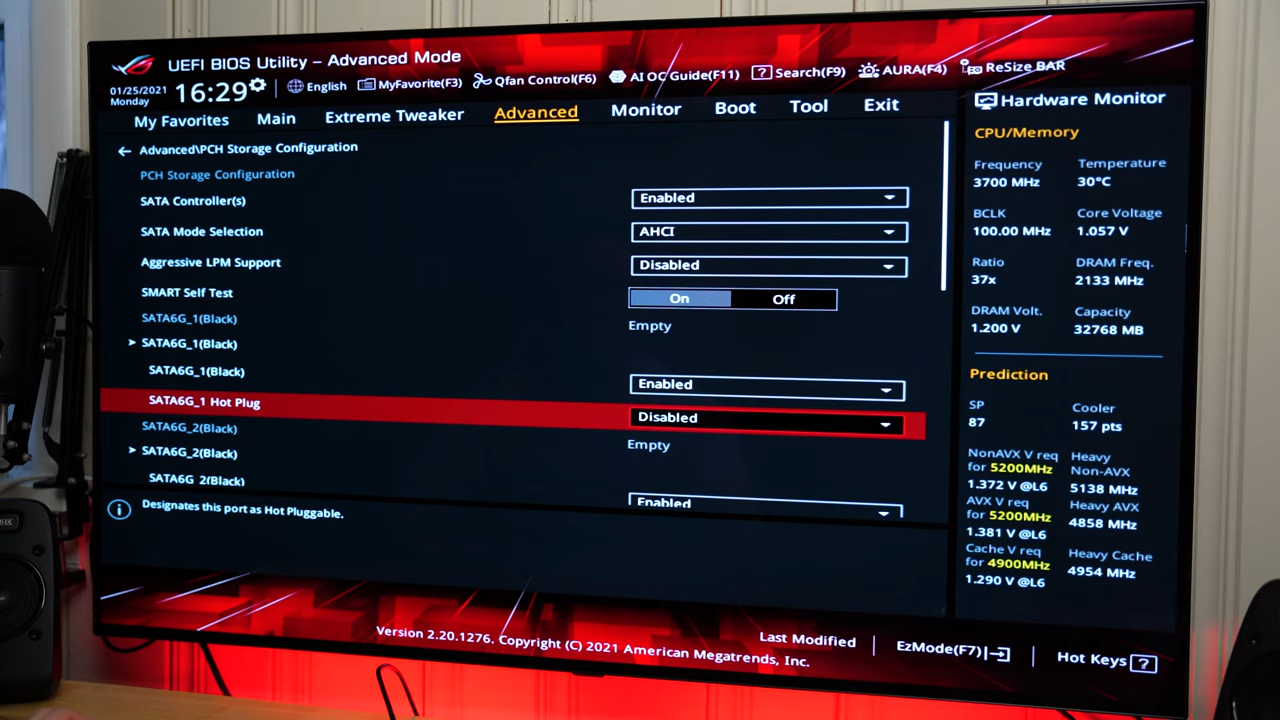 UEFI BIOS Utility – Advanced Mode
01/25/2021
Monday
16:29
English
MyFavorite(F3)
Qfan Control(F6)
AI OC Guide(F11)
Search(F9)
AURA(F4)
ReSize BAR
My Favorites
Main
Extreme Tweaker
Advanced
Monitor
Boot
Tool
Exit
Advanced\PCH Storage Configuration
PCH Storage Configuration
SATA Controller(s) Enabled
SATA Mode Selection AHCI
Aggressive LPM Support Disabled
SMART Self Test On Off
SATA6G_1(Black) Empty
SATA6G_1(Black)
SATA6G_1(Black) Enabled
SATA6G_1 Hot Plug Disabled
SATA6G_2(Black) Empty
SATA6G_2(Black)
SATA6G_2(Black) Enabled
Designates this port as Hot Pluggable.
Hardware Monitor
CPU/Memory
Frequency Temperature
3700 MHz 30°C
BCLK Core Voltage
100.00 MHz 1.057 V
Ratio DRAM Freq.
37x 2133 MHz
DRAM Volt. Capacity
1.200 V 32768 MB
Prediction
SP Cooler
87 157 pts
NonAVX V req Heavy
for 5200MHz Non-AVX
1.372 V @L6 5138 MHz
AVX V req Heavy AVX
for 5200MHz 4858 MHz
1.381 V @L6
Cache V req Heavy Cache
for 4900MHz 4954 MHz
1.290 V @L6
Version 2.20.1276. Copyright (C) 2021 American Megatrends, Inc.
Last Modified
EzMode(F7)
Hot Keys ?